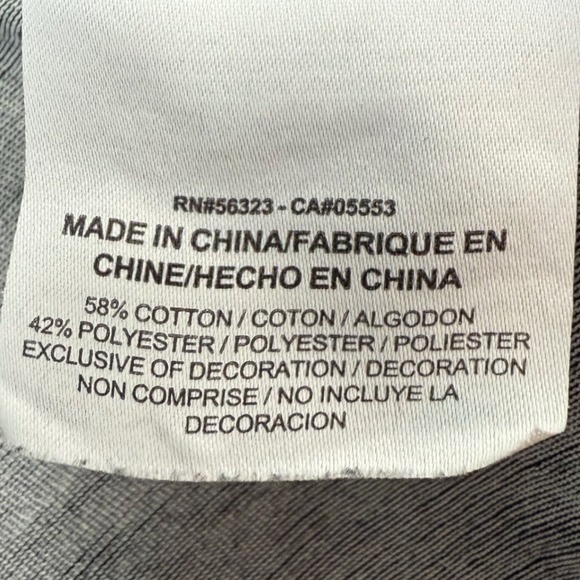 RN#56323 - CA#05553
MADE IN CHINA/FABRIQUE EN
CHINE/HECHO EN CHINA
58% COTTON / COTON / ALGODON
42% POLYESTER / POLYESTER / POLIESTER
EXCLUSIVE OF DECORATION / DECORATION
NON COMPRISE / NO INCLUYE LA
DECORACION